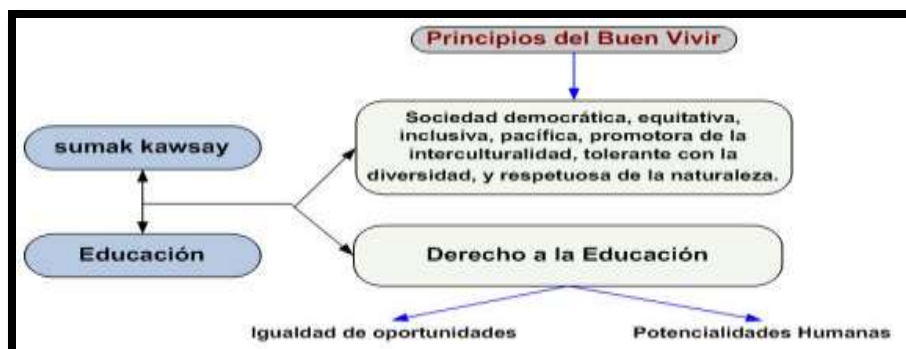 Principios del Buen Vivir
Sociedad democrática, equitativa,
inclusiva, pacífica, promotora de la
interculturalidad, tolerante con la
diversidad, y respetuosa de la naturaleza.
sumak kawsay
Educación
Derecho a la Educación
Igualdad de oportunidades
Potencialidades Humanas